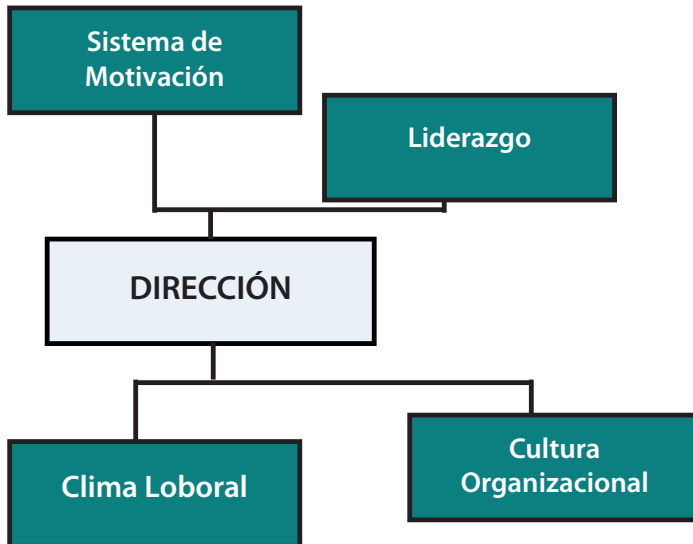 Sistema de
Motivación
Liderazgo
DIRECCIÓN
Clima Loboral
Cultura
Organizacional